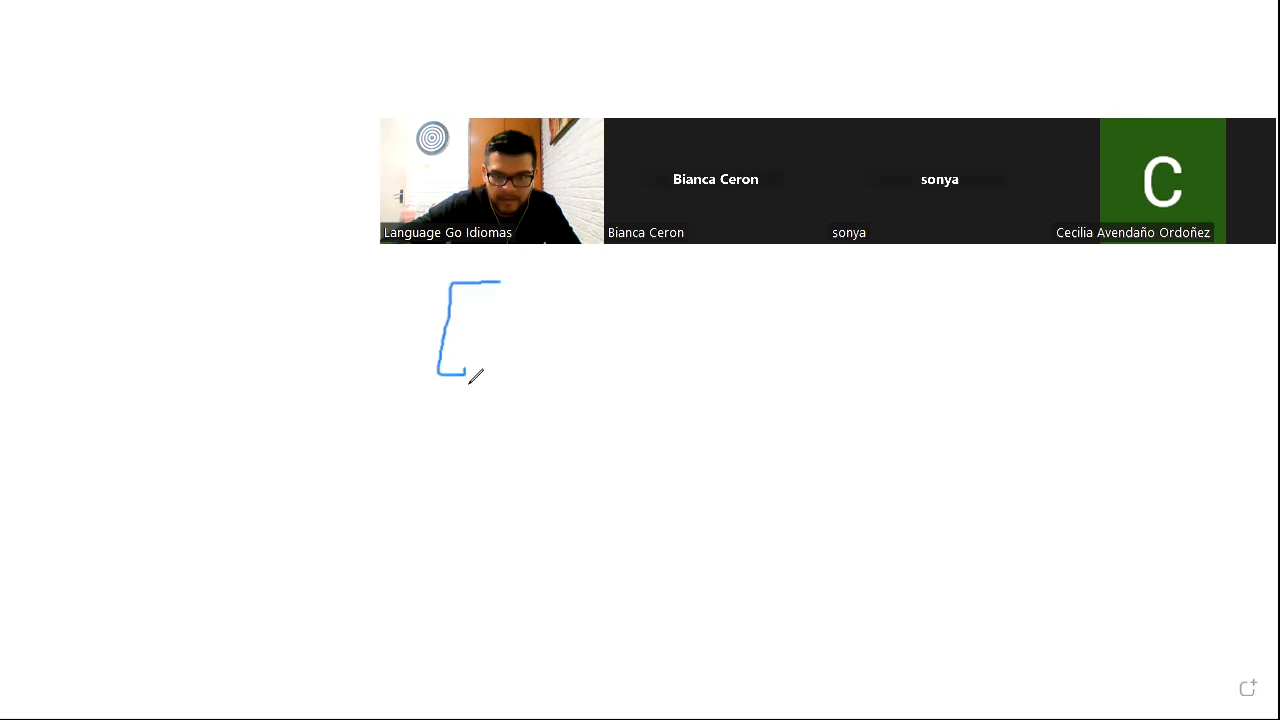 Bianca Ceron
sonya
C
Language Go Idiomas
Bianca Ceron
sonya
Cecilia Avendaño Ordoñez